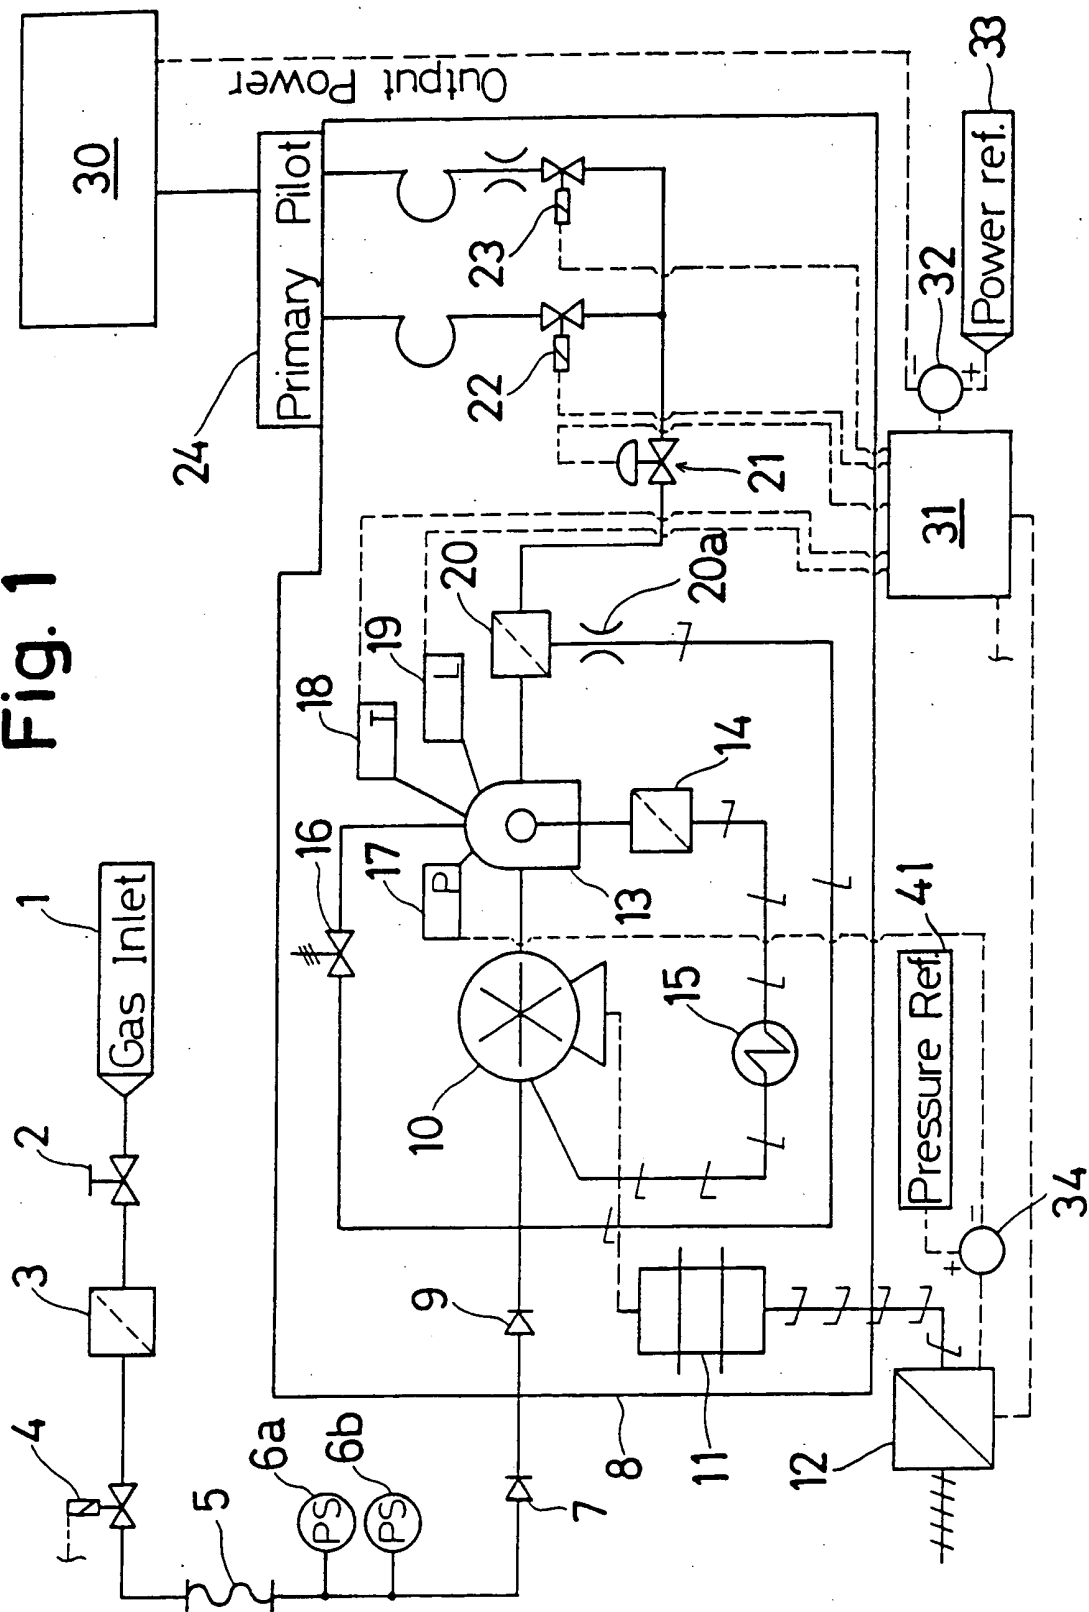 Fig. 1
1
Gas Inlet
2
3
4
5
6a
PS
6b
PS
7
8
9
10
11
12
13
14
15
16
17
P
18
T
19
L
20
20a
21
22
23
24
Primary Pilot
30
Output Power
31
32
-
+
33
Power ref.
34
+
-
Pressure Ref.
41